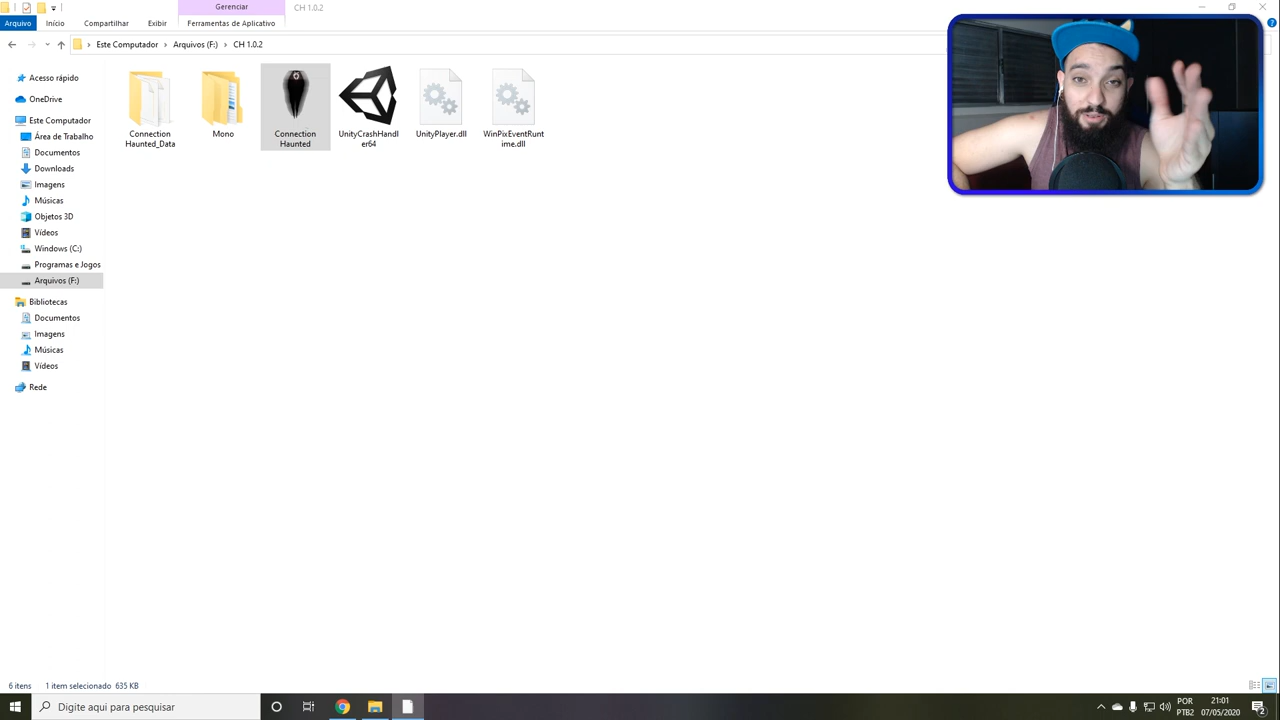 Gerenciar
CH 1.0.2
Arquivo
Início
Compartilhar
Exibir
Ferramentas de Aplicativo
Este Computador
Arquivos (F:)
CH 1.0.2
Acesso rápido
OneDrive
Este Computador
Área de Trabalho
Documentos
Downloads
Imagens
Músicas
Objetos 3D
Vídeos
Windows (C:)
Programas e Jogos
Arquivos (F:)
Bibliotecas
Documentos
Imagens
Músicas
Vídeos
Rede
Connection
Haunted_Data
Mono
Connection
Haunted
UnityCrashHandl
er64
UnityPlayer.dll
WinPixEventRunt
ime.dll
6 itens
1 item selecionado 635 KB
Digite aqui para pesquisar
POR
PTB2
21:01
07/05/2020
2